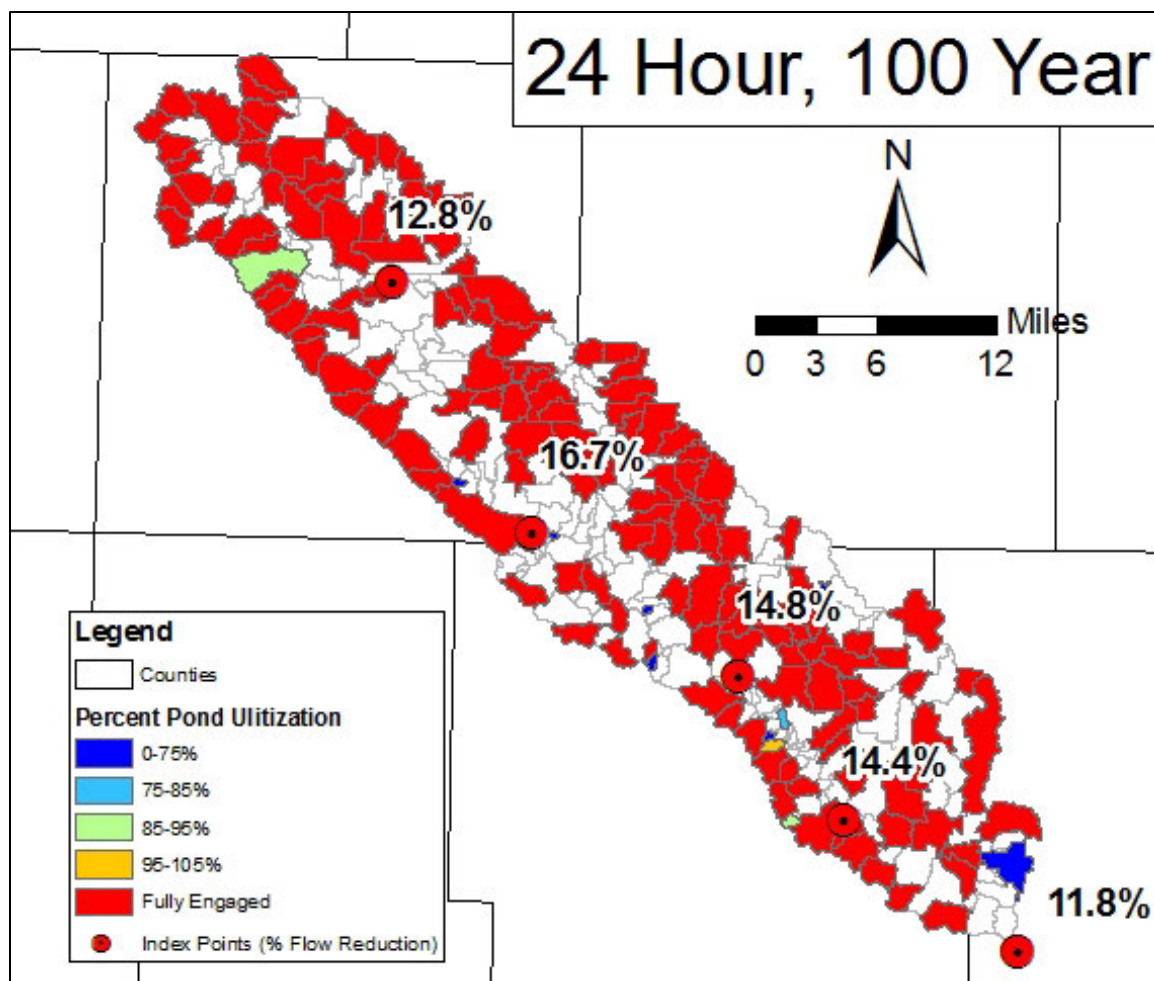 24 Hour, 100 Year
N
Miles
0 3 6 12
12.8%
16.7%
14.8%
14.4%
11.8%
Legend
Counties
Percent Pond Ulitization
0-75%
75-85%
85-95%
95-105%
Fully Engaged
Index Points (% Flow Reduction)